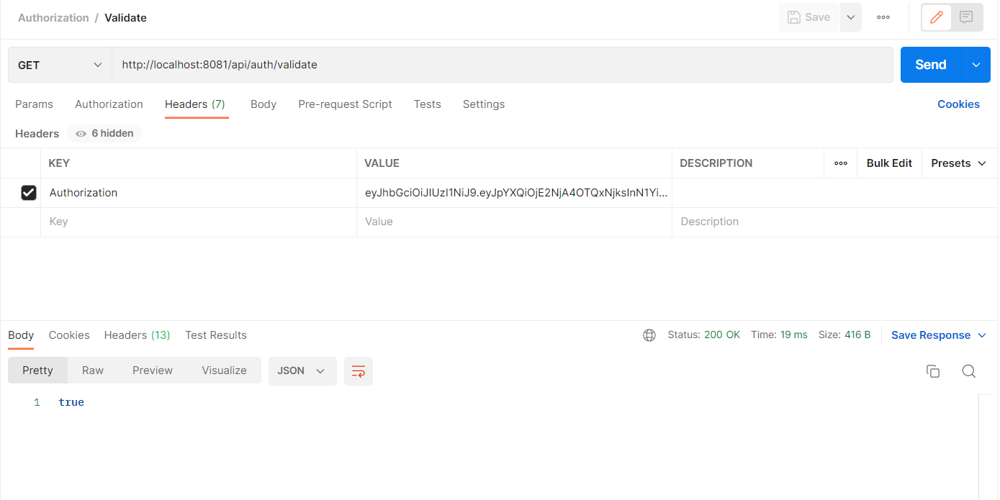 Authorization / Validate
Save
GET
http://localhost:8081/api/auth/validate
Send
Params Authorization Headers (7) Body Pre-request Script Tests Settings Cookies
Headers 6 hidden
KEY VALUE DESCRIPTION Bulk Edit Presets
Authorization eyJhbGciOiJIUzI1NiJ9.eyJpYXQiOjE2NjA4OTQxNjksInN1Yi...
Key Value Description
Body Cookies Headers (13) Test Results Status: 200 OK Time: 19 ms Size: 416 B Save Response
Pretty Raw Preview Visualize JSON
1 true